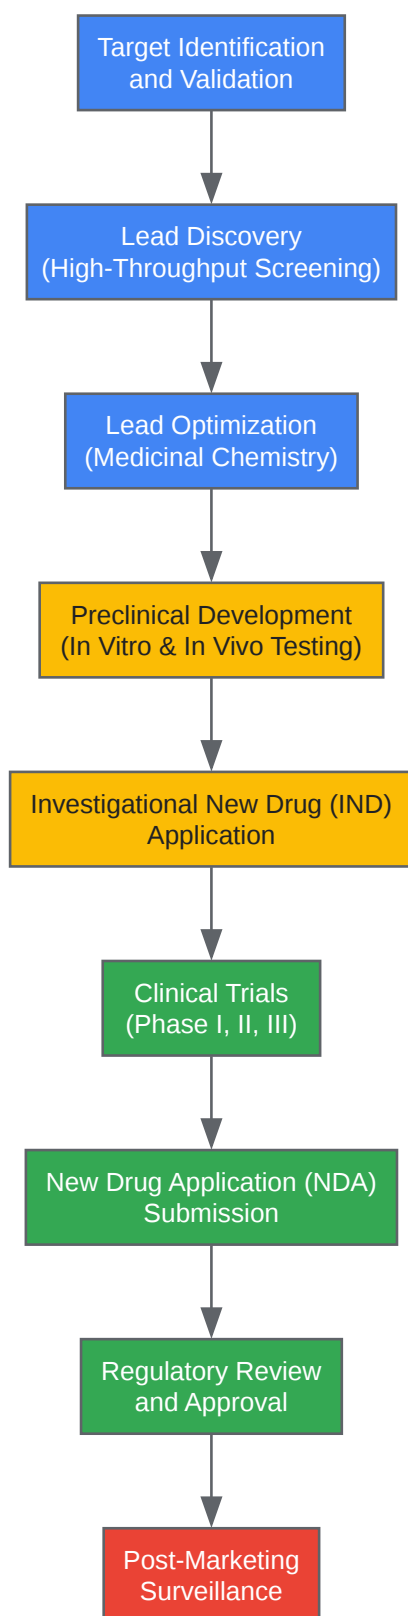 Target Identification
and Validation
Lead Discovery
(High-Throughput Screening)
Lead Optimization
(Medicinal Chemistry)
Preclinical Development
(In Vitro & In Vivo Testing)
Investigational New Drug (IND)
Application
Clinical Trials
(Phase I, II, III)
New Drug Application (NDA)
Submission
Regulatory Review
and Approval
Post-Marketing
Surveillance